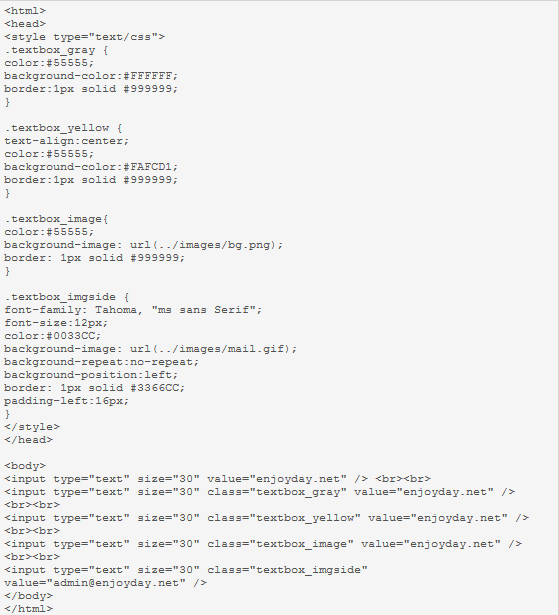 <html>
<head>
<style type="text/css">
.textbox_gray {
color:#55555;
background-color:#FFFFFF;
border:1px solid #999999;
}

.textbox_yellow {
text-align:center;
color:#55555;
background-color:#FAFCD1;
border:1px solid #999999;
}

.textbox_image{
color:#55555;
background-image: url(../images/bg.png);
border: 1px solid #999999;
}

.textbox_imgside {
font-family: Tahoma, "ms sans Serif";
font-size:12px;
color:#0033CC;
background-image: url(../images/mail.gif);
background-repeat:no-repeat;
background-position:left;
border: 1px solid #3366CC;
padding-left:16px;
}
</style>
</head>

<body>
<input type="text" size="30" value="enjoyday.net" /> <br><br>
<input type="text" size="30" class="textbox_gray" value="enjoyday.net" />
<br><br>
<input type="text" size="30" class="textbox_yellow" value="enjoyday.net" />
<br><br>
<input type="text" size="30" class="textbox_image" value="enjoyday.net" />
<br><br>
<input type="text" size="30" class="textbox_imgside"
value="admin@enjoyday.net" />
</body>
</html>